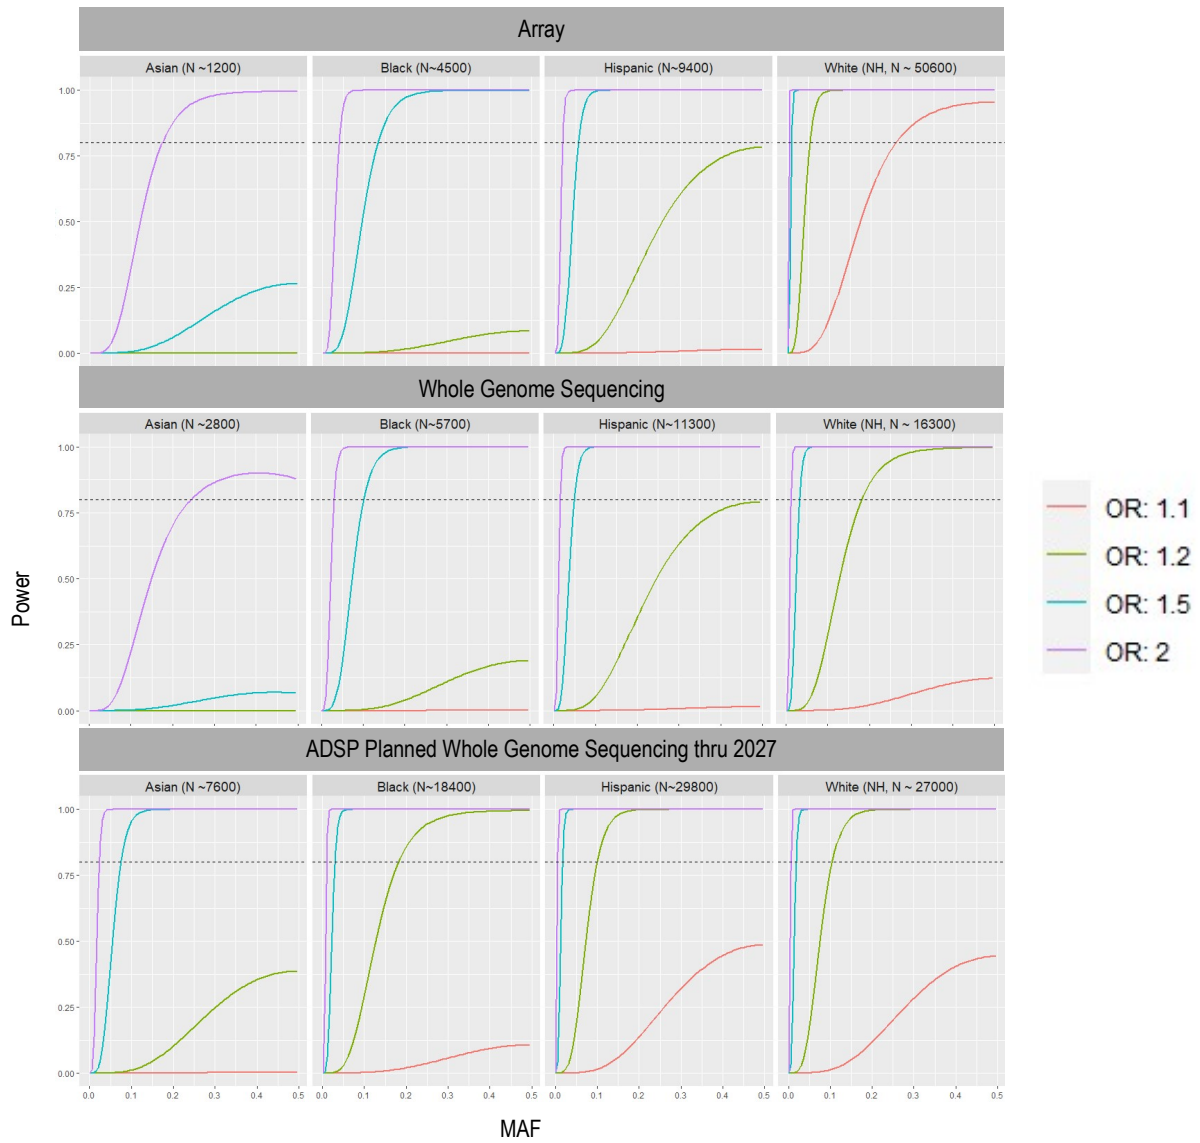 Array
Asian (N ~1200)
Black (N~4500)
Hispanic (N~9400)
White (NH, N ~ 50600)
1.00
0.75
0.50
0.25
0.00
Whole Genome Sequencing
Asian (N ~2800)
Black (N~5700)
Hispanic (N~11300)
White (NH, N ~ 16300)
1.00
0.75
0.50
0.25
0.00
ADSP Planned Whole Genome Sequencing thru 2027
Asian (N ~7600)
Black (N~18400)
Hispanic (N~29800)
White (NH, N ~ 27000)
1.00
0.75
0.50
0.25
0.00
0.0 0.1 0.2 0.3 0.4 0.5
0.0 0.1 0.2 0.3 0.4 0.5
0.0 0.1 0.2 0.3 0.4 0.5
0.0 0.1 0.2 0.3 0.4 0.5
Power
MAF
OR: 1.1
OR: 1.2
OR: 1.5
OR: 2